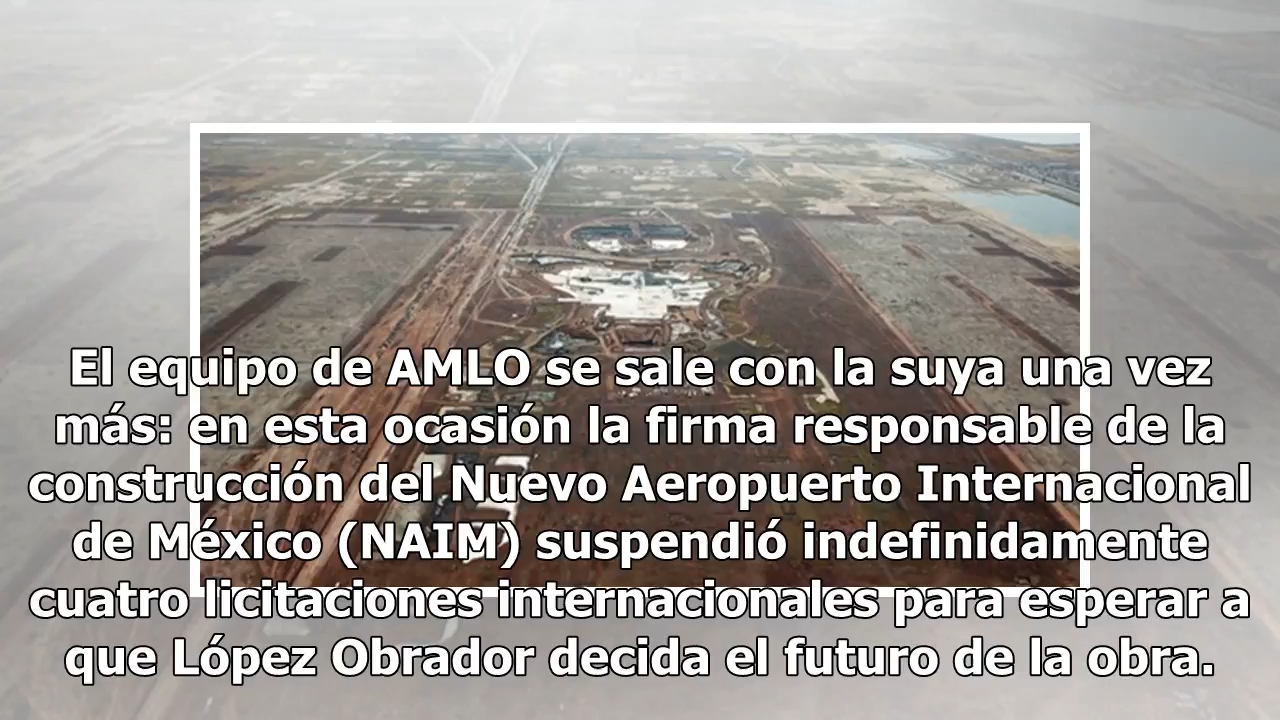 El equipo de AMLO se sale con la suya una vez
más: en esta ocasión la firma responsable de la
construcción del Nuevo Aeropuerto Internacional
de México (NAIM) suspendió indefinidamente
cuatro licitaciones internacionales para esperar a
que López Obrador decida el futuro de la obra.